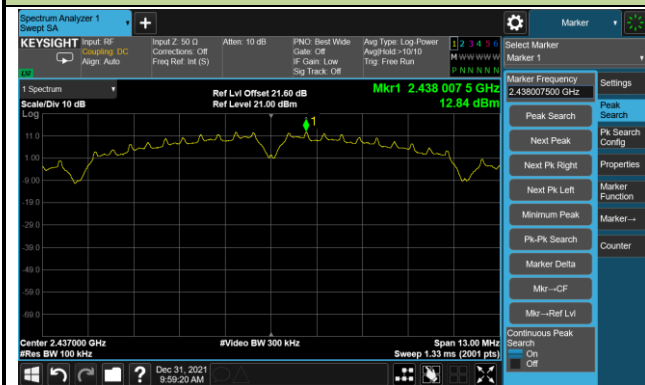 Spectrum Analyzer 1
Swept SA
+
Marker
KEYSIGHT
Input: RF
Coupling: DC
Align: Auto
Input Z: 50 Ω
Corrections: Off
Freq Ref: Int (S)
Atten: 10 dB
PNO: Best Wide
Gate: Off
IF Gain: Low
Sig Track: Off
Avg Type: Log-Power
Avg|Hold:>10/10
Trig: Free Run
1 2 3 4 5 6
M W W W W W
P N N N N N
Select Marker
Marker 1
LXI
1 Spectrum
Scale/Div 10 dB
Log
Ref Lvl Offset 21.60 dB
Ref Level 21.00 dBm
Mkr1 2.438 007 5 GHz
12.84 dBm
1
11.0
1.00
-9.00
-19.0
-29.0
-39.0
-49.0
-59.0
-69.0
Center 2.437000 GHz
#Res BW 100 kHz
#Video BW 300 kHz
Span 13.00 MHz
Sweep 1.33 ms (2001 pts)
Marker Frequency
2.438007500 GHz
Peak Search
Next Peak
Next Pk Right
Next Pk Left
Minimum Peak
Pk-Pk Search
Marker Delta
Mkr→CF
Mkr→Ref Lvl
Continuous Peak
Search
On
Off
Settings
Peak
Search
Pk Search
Config
Properties
Marker
Function
Marker→
Counter
?
Dec 31, 2021
9:59:20 AM